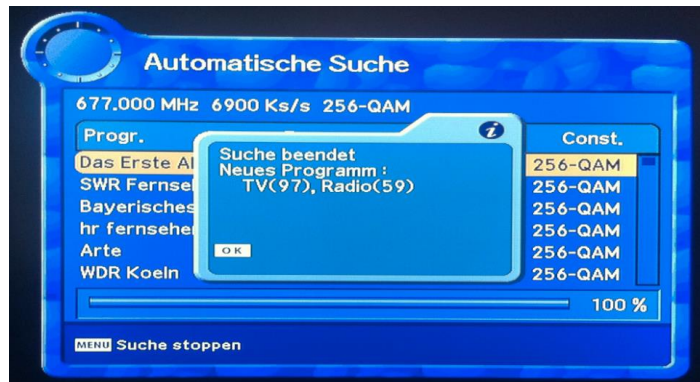 Automatische Suche
677.000 MHz 6900 Ks/s 256-QAM
Progr.
Const.
Das Erste
256-QAM
SWR
256-QAM
Bayerisches
256-QAM
hr
256-QAM
Arte
256-QAM
WDR Koeln
256-QAM
Suche beendet
Neues Programm :
TV(97), Radio(59)
OK
100 %
MENU Suche stoppen